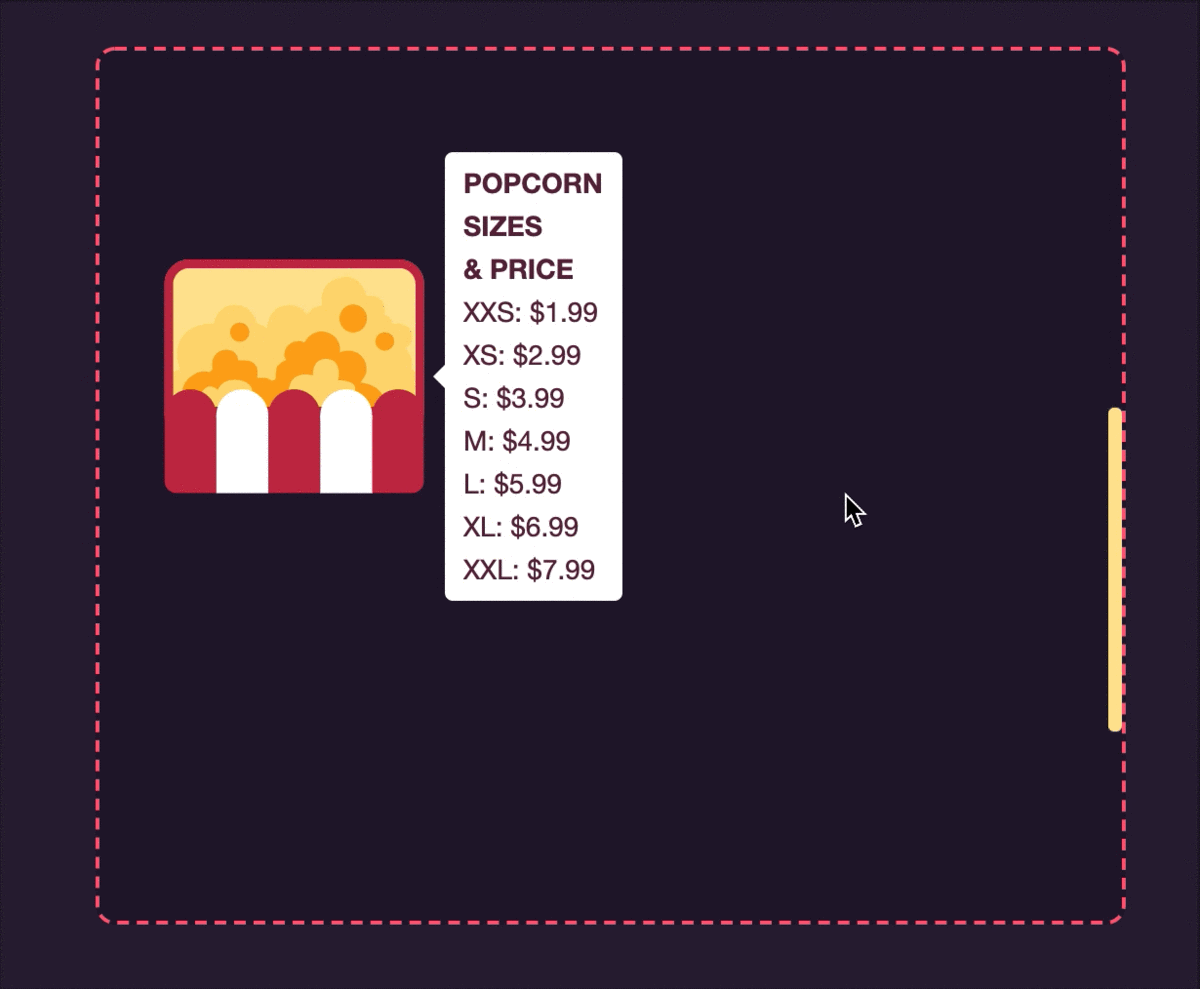 POPCORN
SIZES
& PRICE
XXS: $1.99
XS: $2.99
S: $3.99
M: $4.99
L: $5.99
XL: $6.99
XXL: $7.99